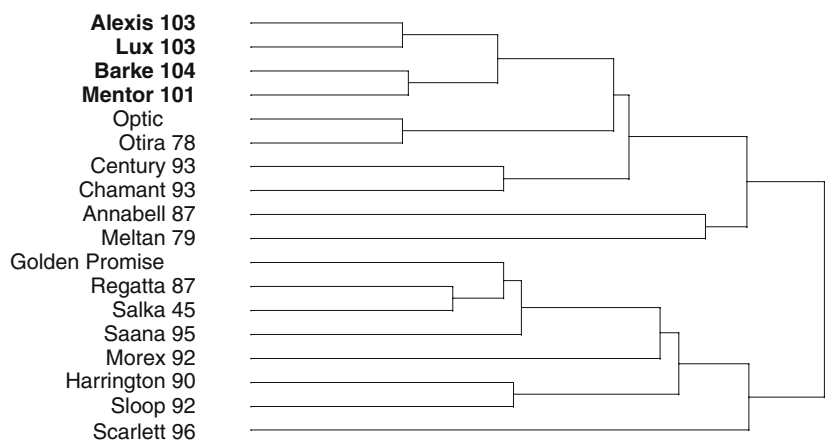 Alexis 103
Lux 103
Barke 104
Mentor 101
Optic
Otira 78
Century 93
Chamant 93
Annabell 87
Meltan 79
Golden Promise
Regatta 87
Salka 45
Saana 95
Morex 92
Harrington 90
Sloop 92
Scarlett 96